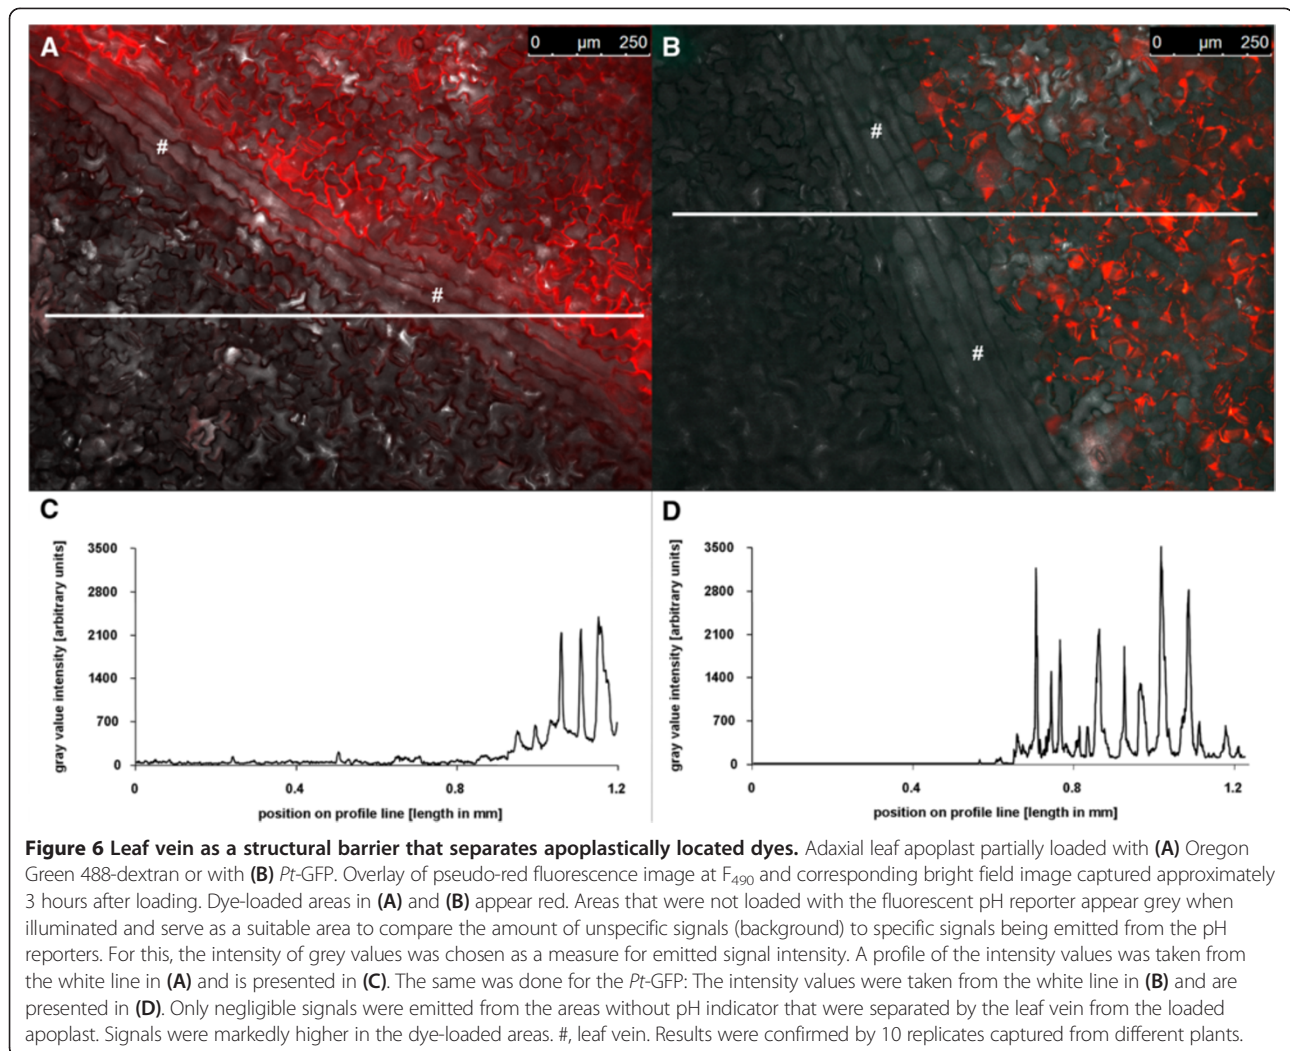 A
0 µm 250
B
0 µm 250
#
#
#
#
C
D
gray value intensity [arbitrary units]
3500
2800
2100
1400
700
0
0 0.4 0.8 1.2
position on profile line [length in mm]
gray value intensity [arbitrary units]
3500
2800
2100
1400
700
0
0 0.4 0.8 1.2
position on profile line [length in mm]
Figure 6 Leaf vein as a structural barrier that separates apoplastically located dyes. Adaxial leaf apoplast partially loaded with (A) Oregon
Green 488-dextran or with (B) Pt-GFP. Overlay of pseudo-red fluorescence image at F490 and corresponding bright field image captured approximately
3 hours after loading. Dye-loaded areas in (A) and (B) appear red. Areas that were not loaded with the fluorescent pH reporter appear grey when
illuminated and serve as a suitable area to compare the amount of unspecific signals (background) to specific signals being emitted from the pH
reporters. For this, the intensity of grey values was chosen as a measure for emitted signal intensity. A profile of the intensity values was taken from
the white line in (A) and is presented in (C). The same was done for the Pt-GFP: The intensity values were taken from the white line in (B) and are
presented in (D). Only negligible signals were emitted from the areas without pH indicator that were separated by the leaf vein from the loaded
apoplast. Signals were markedly higher in the dye-loaded areas. #, leaf vein. Results were confirmed by 10 replicates captured from different plants.